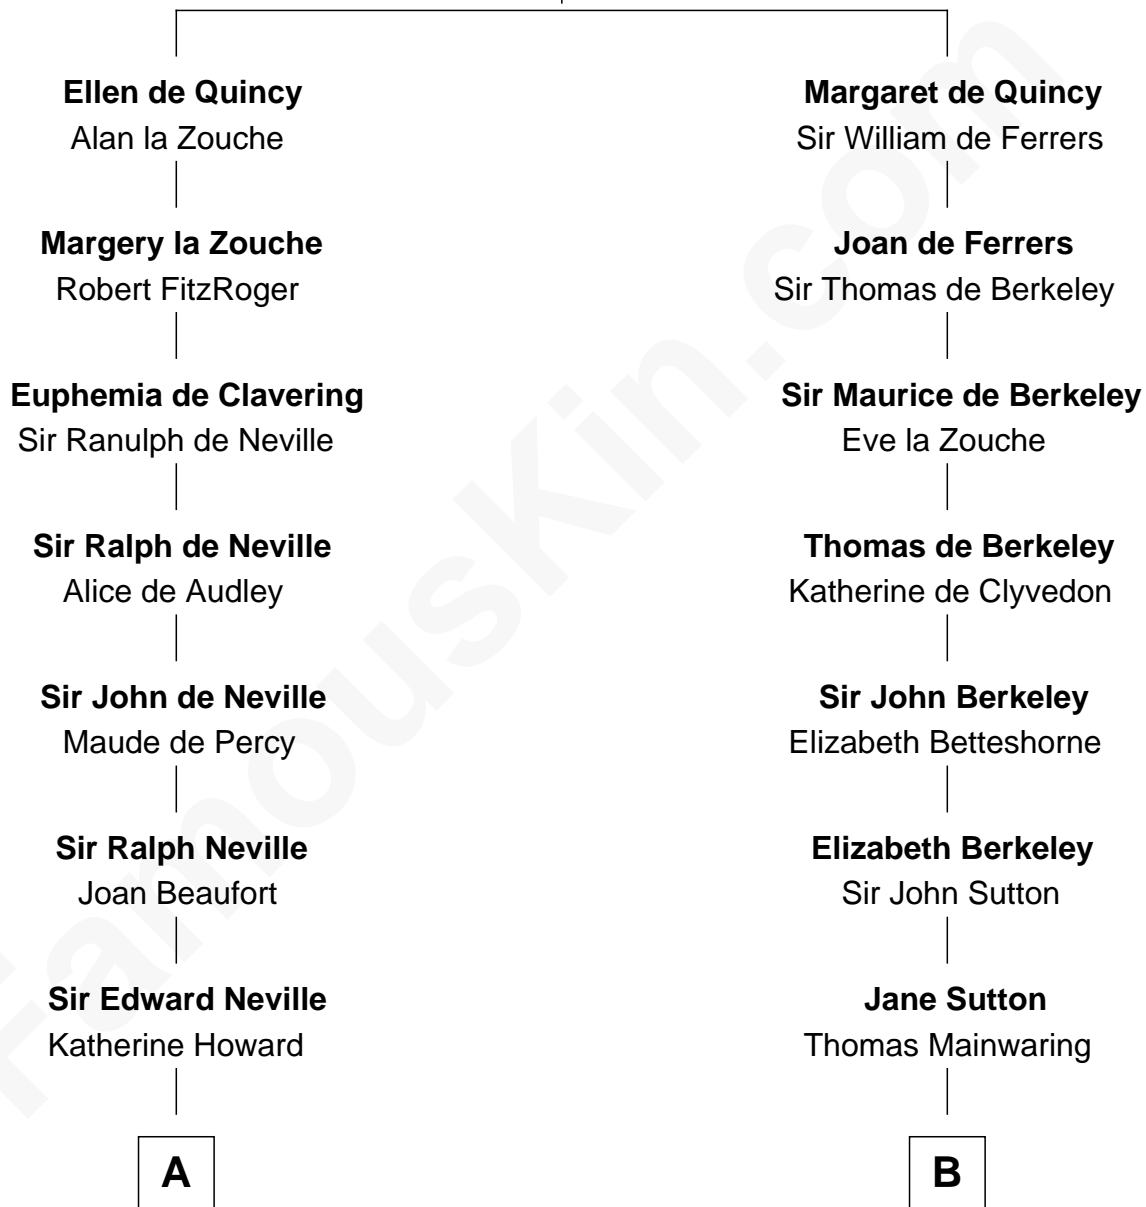 Ellen de Quincy
Alan la Zouche
Margaret de Quincy
Sir William de Ferrers
Margery la Zouche
Robert FitzRoger
Joan de Ferrers
Sir Thomas de Berkeley
Euphemia de Clavering
Sir Ranulph de Neville
Sir Maurice de Berkeley
Eve la Zouche
Sir Ralph de Neville
Alice de Audley
Thomas de Berkeley
Katherine de Clyvedon
Sir John de Neville
Maude de Percy
Sir John Berkeley
Elizabeth Betteshorne
Sir Ralph Neville
Joan Beaufort
Elizabeth Berkeley
Sir John Sutton
Sir Edward Neville
Katherine Howard
Jane Sutton
Thomas Mainwaring
A
B
FamousKin.com